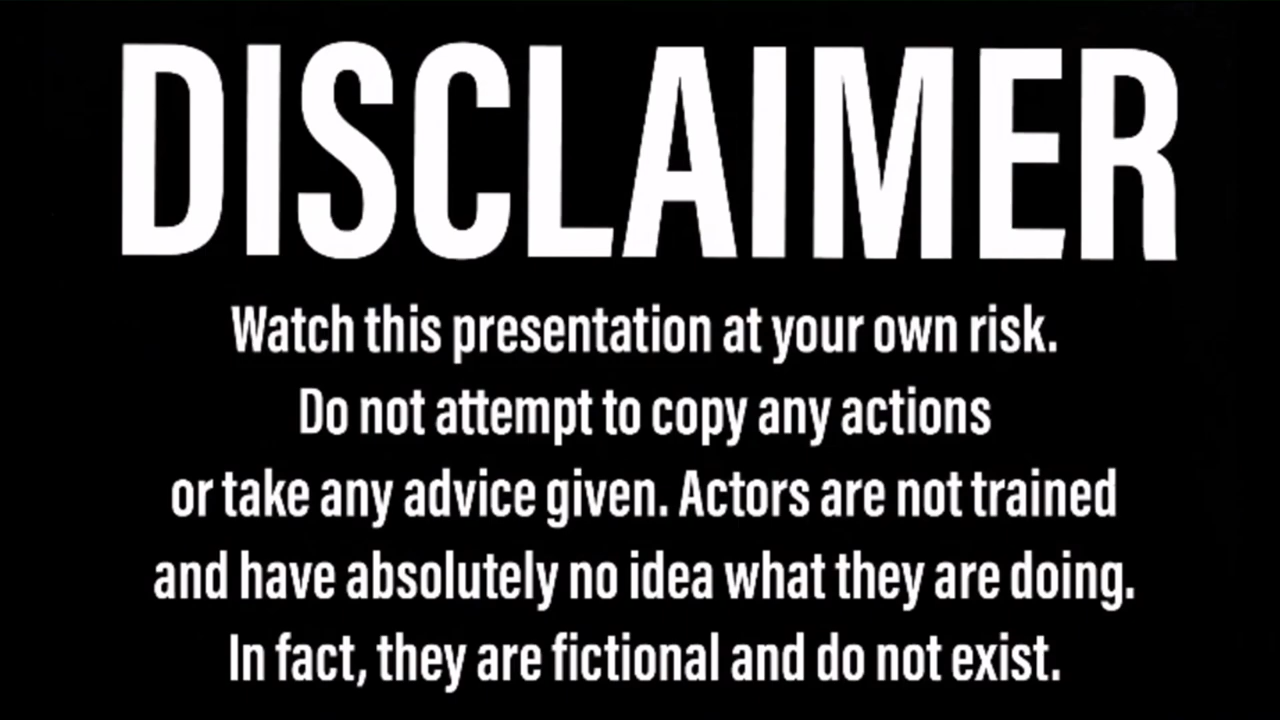 DISCLAIMER
Watch this presentation at your own risk.
Do not attempt to copy any actions
or take any advice given. Actors are not trained
and have absolutely no idea what they are doing.
In fact, they are fictional and do not exist.